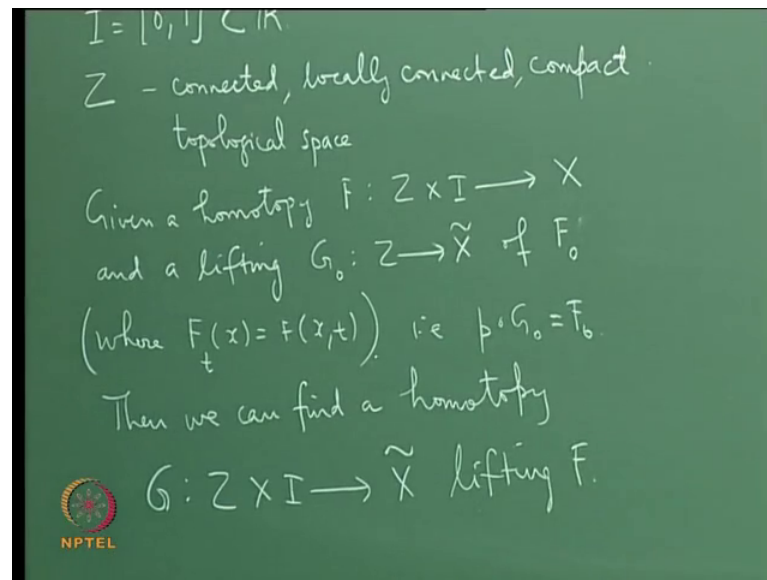 I = [0, 1] ⊂ ℝ
Z - connected, locally connected, compact
topological space
Given a homotopy F : Z × I ⟶ X
and a lifting G₀ : Z ⟶ X̃ of F₀
(where F_t(x) = F(x,t)). i.e p∘G₀ = F₀.
Then we can find a homotopy
G : Z × I ⟶ X̃ lifting F.
NPTEL